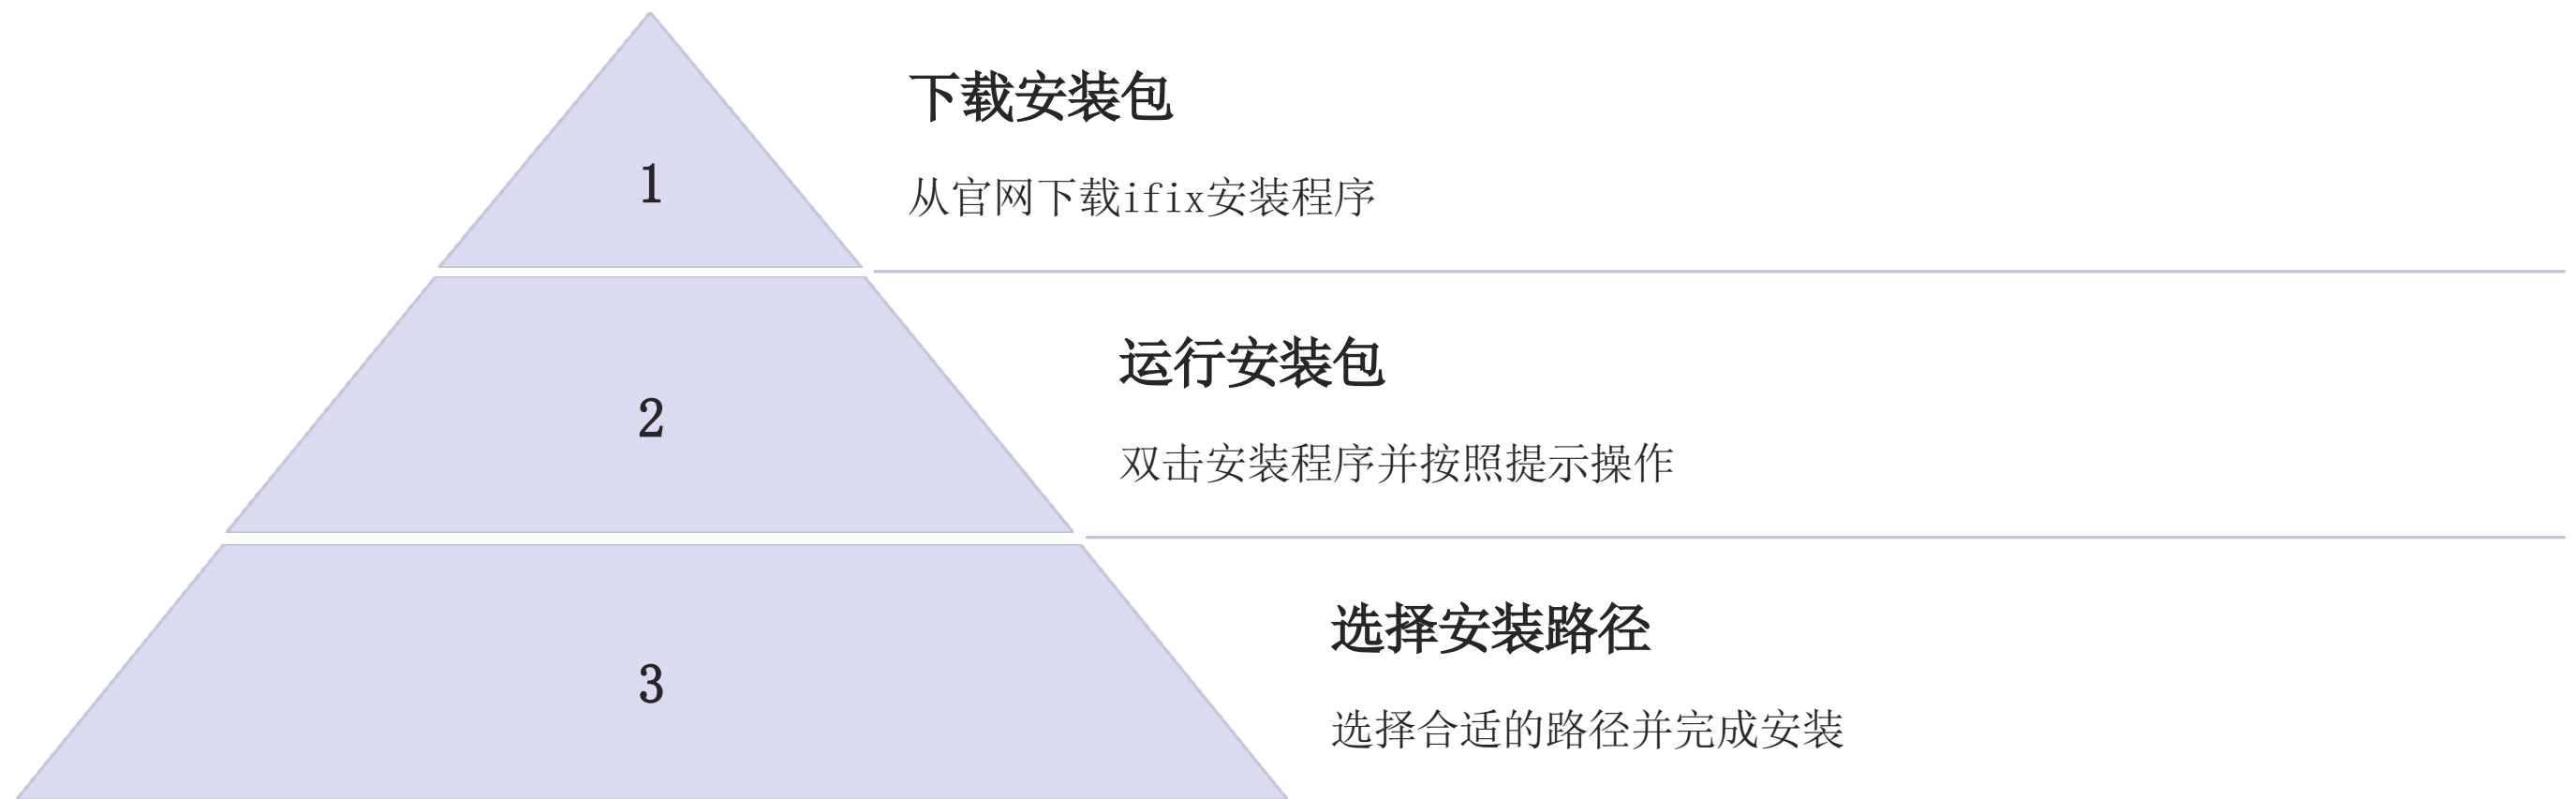 下载安装包
1
从官网下载ifix安装程序
运行安装包
2
双击安装程序并按照提示操作
选择安装路径
3
选择合适的路径并完成安装